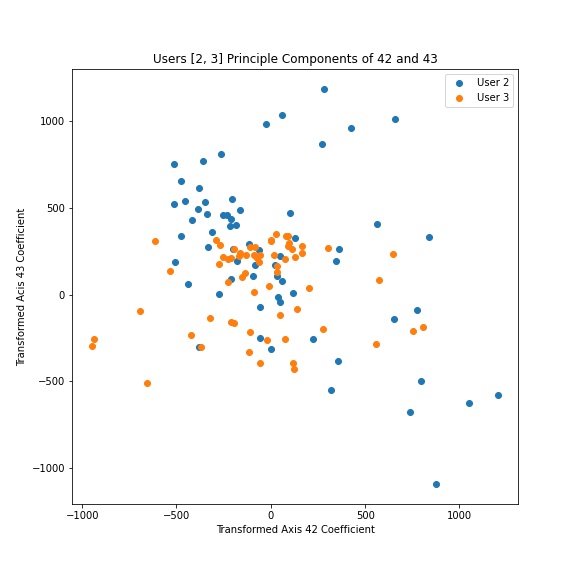 Users [2, 3] Principle Components of 42 and 43
User 2
User 3
Transformed Acis 43 Coefficient
1000
500
0
−500
−1000
−1000 −500 0 500 1000
Transformed Axis 42 Coefficient